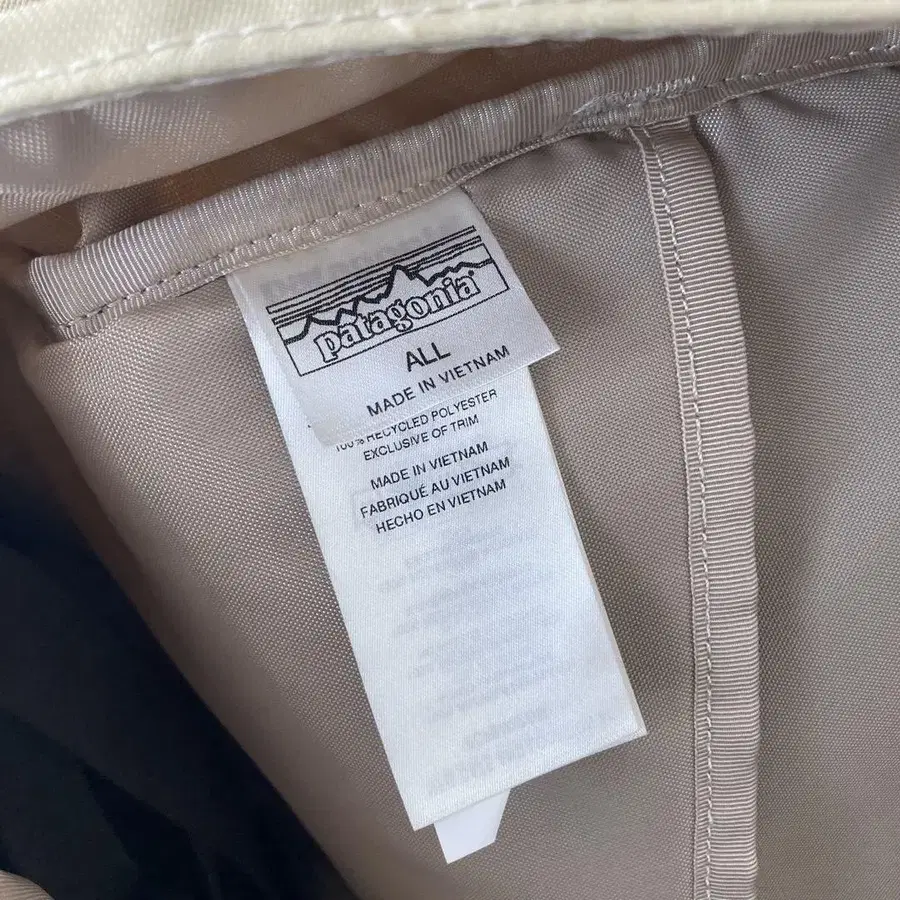 patagonia®
ALL
MADE IN VIETNAM
100% RECYCLED POLYESTER
EXCLUSIVE OF TRIM
MADE IN VIETNAM
FABRIQUÉ AU VIETNAM
HECHO EN VIETNAM